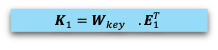 K₁ = W_key . E₁ᵀ